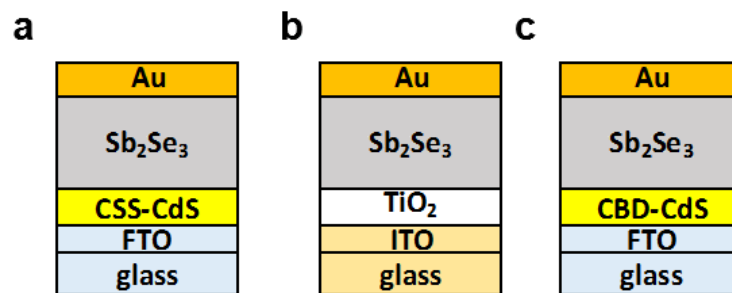 a
Au
Sb₂Se₃
CSS-CdS
FTO
glass
b
Au
Sb₂Se₃
TiO₂
ITO
glass
c
Au
Sb₂Se₃
CBD-CdS
FTO
glass